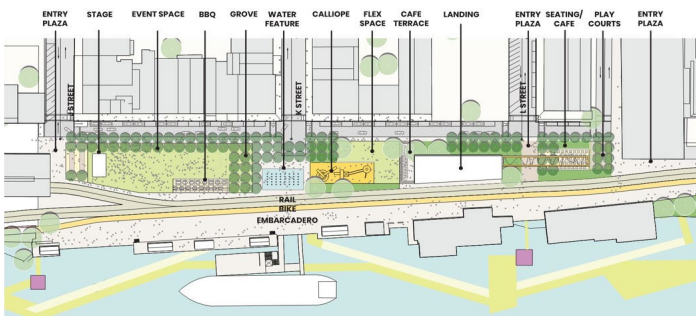 ENTRY
PLAZA
STAGE
EVENT SPACE
BBQ
GROVE
WATER
FEATURE
CALLIOPE
FLEX
SPACE
CAFE
TERRACE
LANDING
ENTRY
PLAZA
SEATING/
CAFE
PLAY
COURTS
ENTRY
PLAZA
STREET
K STREET
L STREET
RAIL
BIKE
EMBARCADERO